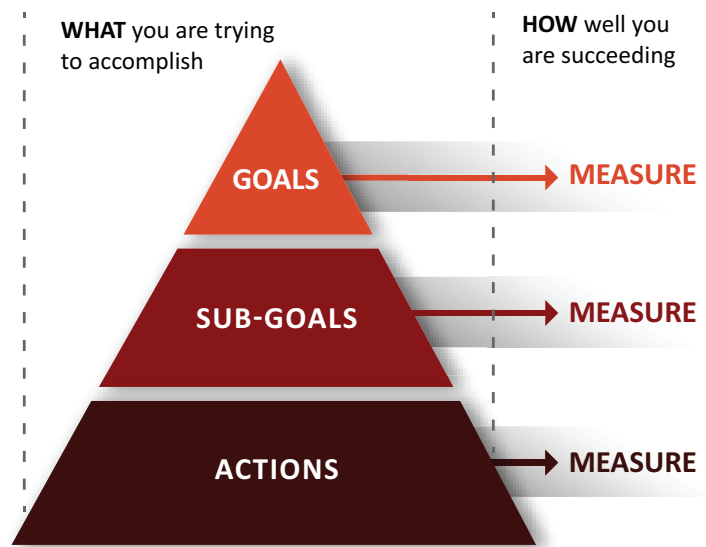 WHAT you are trying
to accomplish
HOW well you
are succeeding
GOALS
MEASURE
SUB-GOALS
MEASURE
ACTIONS
MEASURE